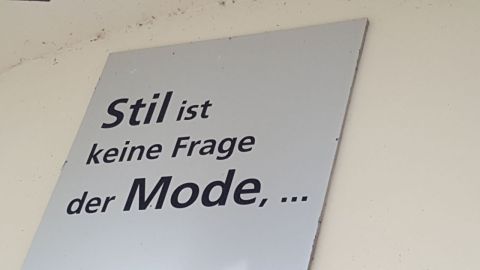 Stil ist
keine Frage
der Mode, ...